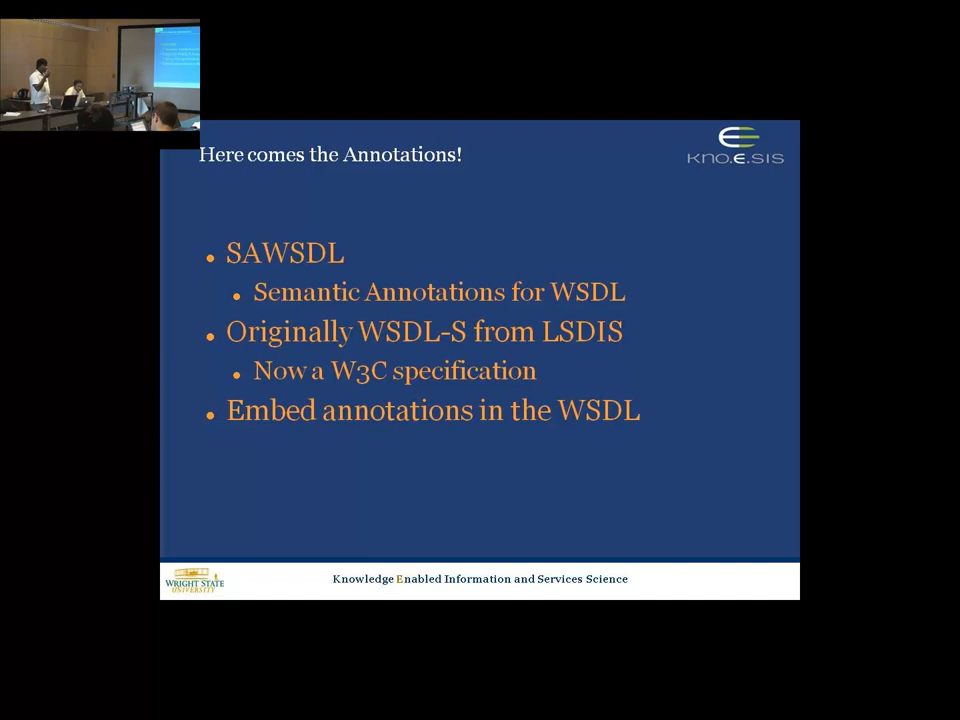 Here comes the Annotations!
kno.e.sis
SAWSDL
Semantic Annotations for WSDL
Originally WSDL-S from LSDIS
Now a W3C specification
Embed annotations in the WSDL
WRIGHT STATE
UNIVERSITY
Knowledge Enabled Information and Services Science